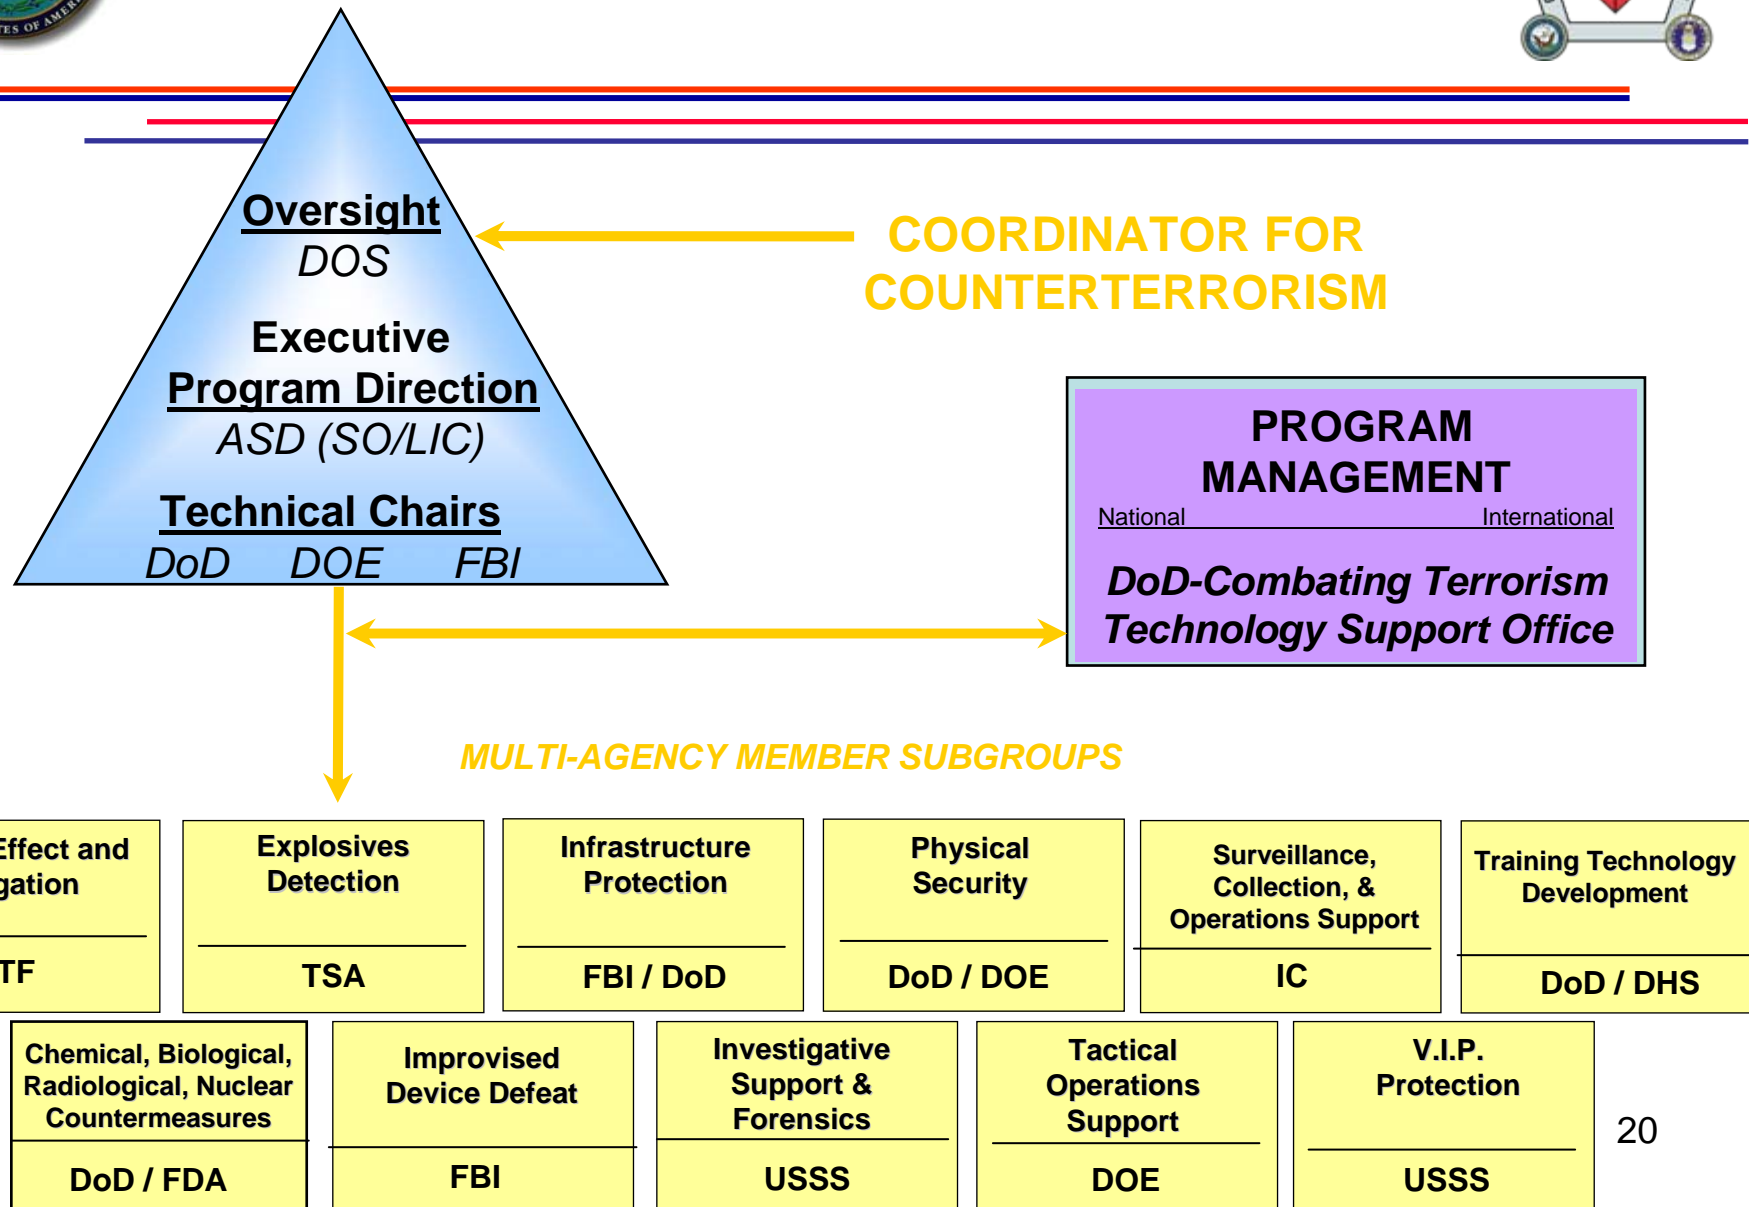 TES OF AMER
Oversight
DOS
Executive
Program Direction
ASD (SO/LIC)
Technical Chairs
DoD DOE FBI
COORDINATOR FOR
COUNTERTERRORISM
PROGRAM
MANAGEMENT
National International
DoD-Combating Terrorism
Technology Support Office
MULTI-AGENCY MEMBER SUBGROUPS
Effect and
gation
TF
Explosives
Detection
TSA
Infrastructure
Protection
FBI / DoD
Physical
Security
DoD / DOE
Surveillance,
Collection, &
Operations Support
IC
Training Technology
Development
DoD / DHS
Chemical, Biological,
Radiological, Nuclear
Countermeasures
DoD / FDA
Improvised
Device Defeat
FBI
Investigative
Support &
Forensics
USSS
Tactical
Operations
Support
DOE
V.I.P.
Protection
USSS
20